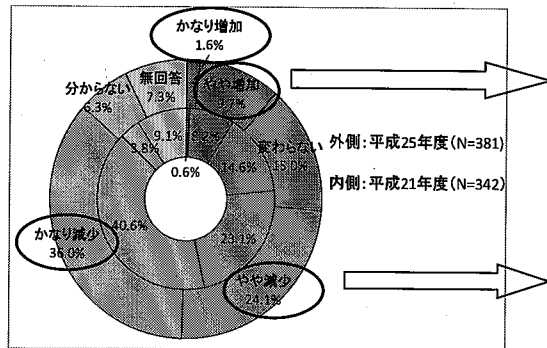 かなり増加
1.6%
無回答
7.3%
やや増加
9.7%
分からない
6.3%
変わらない
15.0%
9.1%
3.8%
0.6%
14.6%
40.6%
23.1%
外側:平成25年度(N=381)
内側:平成21年度(N=342)
かなり減少
36.0%
やや減少
24.1%